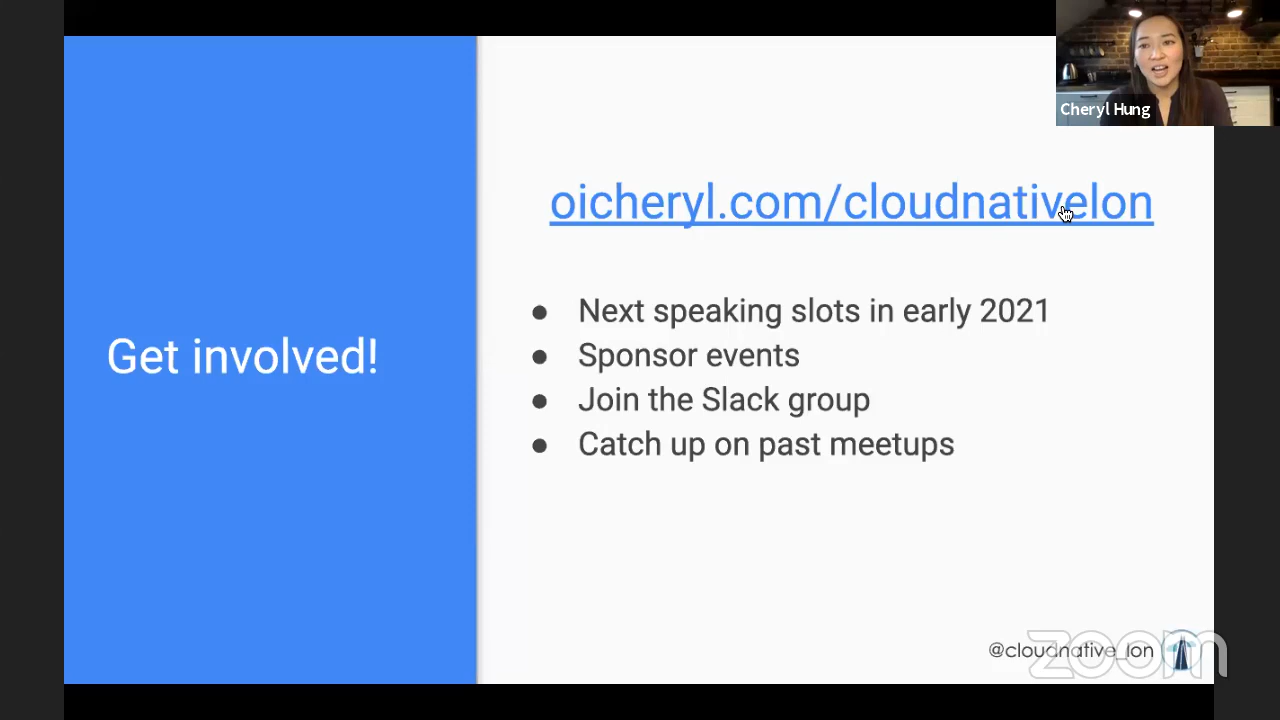 Cheryl Hung
oicheryl.com/cloudnativelon
Get involved!
● Next speaking slots in early 2021
● Sponsor events
● Join the Slack group
● Catch up on past meetups
@cloudnative_lon
zoom